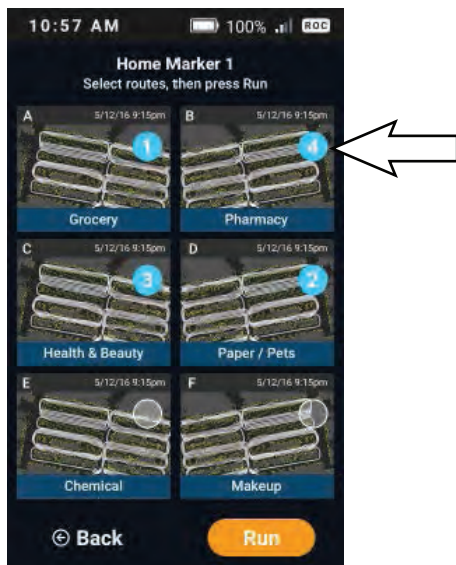 10:57 AM 100% ROC
Home Marker 1
Select routes, then press Run
A 5/12/16 9:15pm B 5/12/16 9:15pm
1 4
Grocery Pharmacy
C 5/12/16 9:15pm D 5/12/16 9:15pm
3 2
Health & Beauty Paper / Pets
E 5/12/16 9:15pm F 5/12/16 9:15pm
Chemical Makeup
Back Run